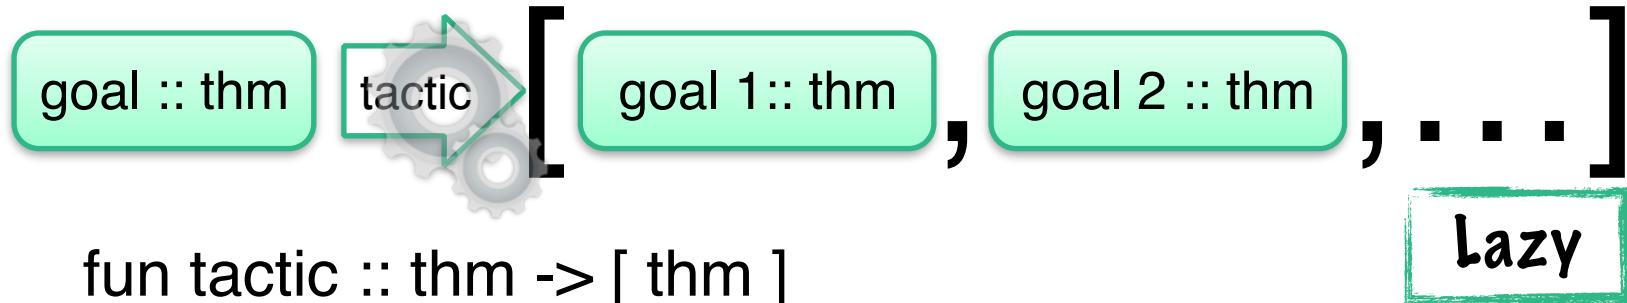 goal :: thm tactic [ goal 1:: thm , goal 2 :: thm , . . . ]
Lazy
fun tactic :: thm -> [ thm ]